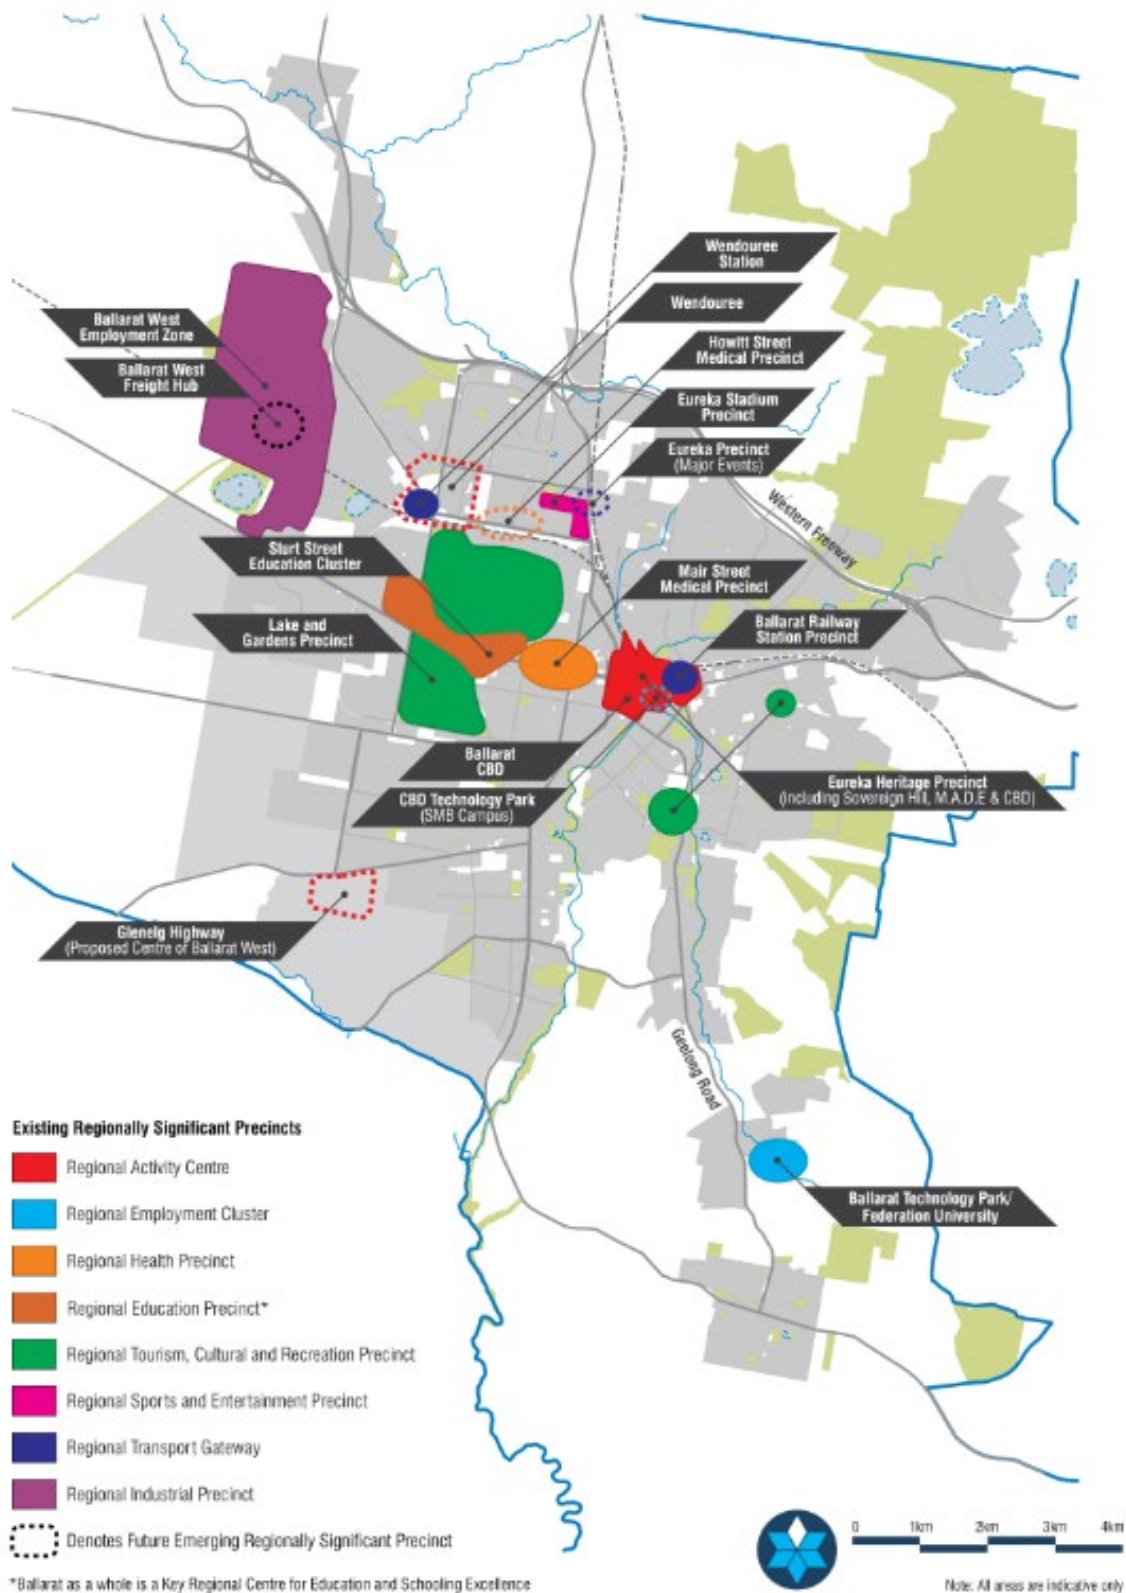 Wendouree
Station
Wendouree
Howitt Street
Medical Precinct
Eureka Stadium
Precinct
Eureka Precinct
(Major Events)
Ballarat West
Employment Zone
Ballarat West
Freight Hub
Western Freeway
Sturt Street
Education Cluster
Mair Street
Medical Precinct
Lake and
Gardens Precinct
Ballarat Railway
Station Precinct
Ballarat
CBD
CBD Technology Park
(SMB Campus)
Eureka Heritage Precinct
(including Sovereign Hill, M.A.D.E & CBD)
Glenelg Highway
(Proposed Centre of Ballarat West)
Geelong Road
Ballarat Technology Park/
Federation University
Existing Regionally Significant Precincts
Regional Activity Centre
Regional Employment Cluster
Regional Health Precinct
Regional Education Precinct*
Regional Tourism, Cultural and Recreation Precinct
Regional Sports and Entertainment Precinct
Regional Transport Gateway
Regional Industrial Precinct
Denotes Future Emerging Regionally Significant Precinct
*Ballarat as a whole is a Key Regional Centre for Education and Schooling Excellence
0 1km 2km 3km 4km
Note: All areas are indicative only